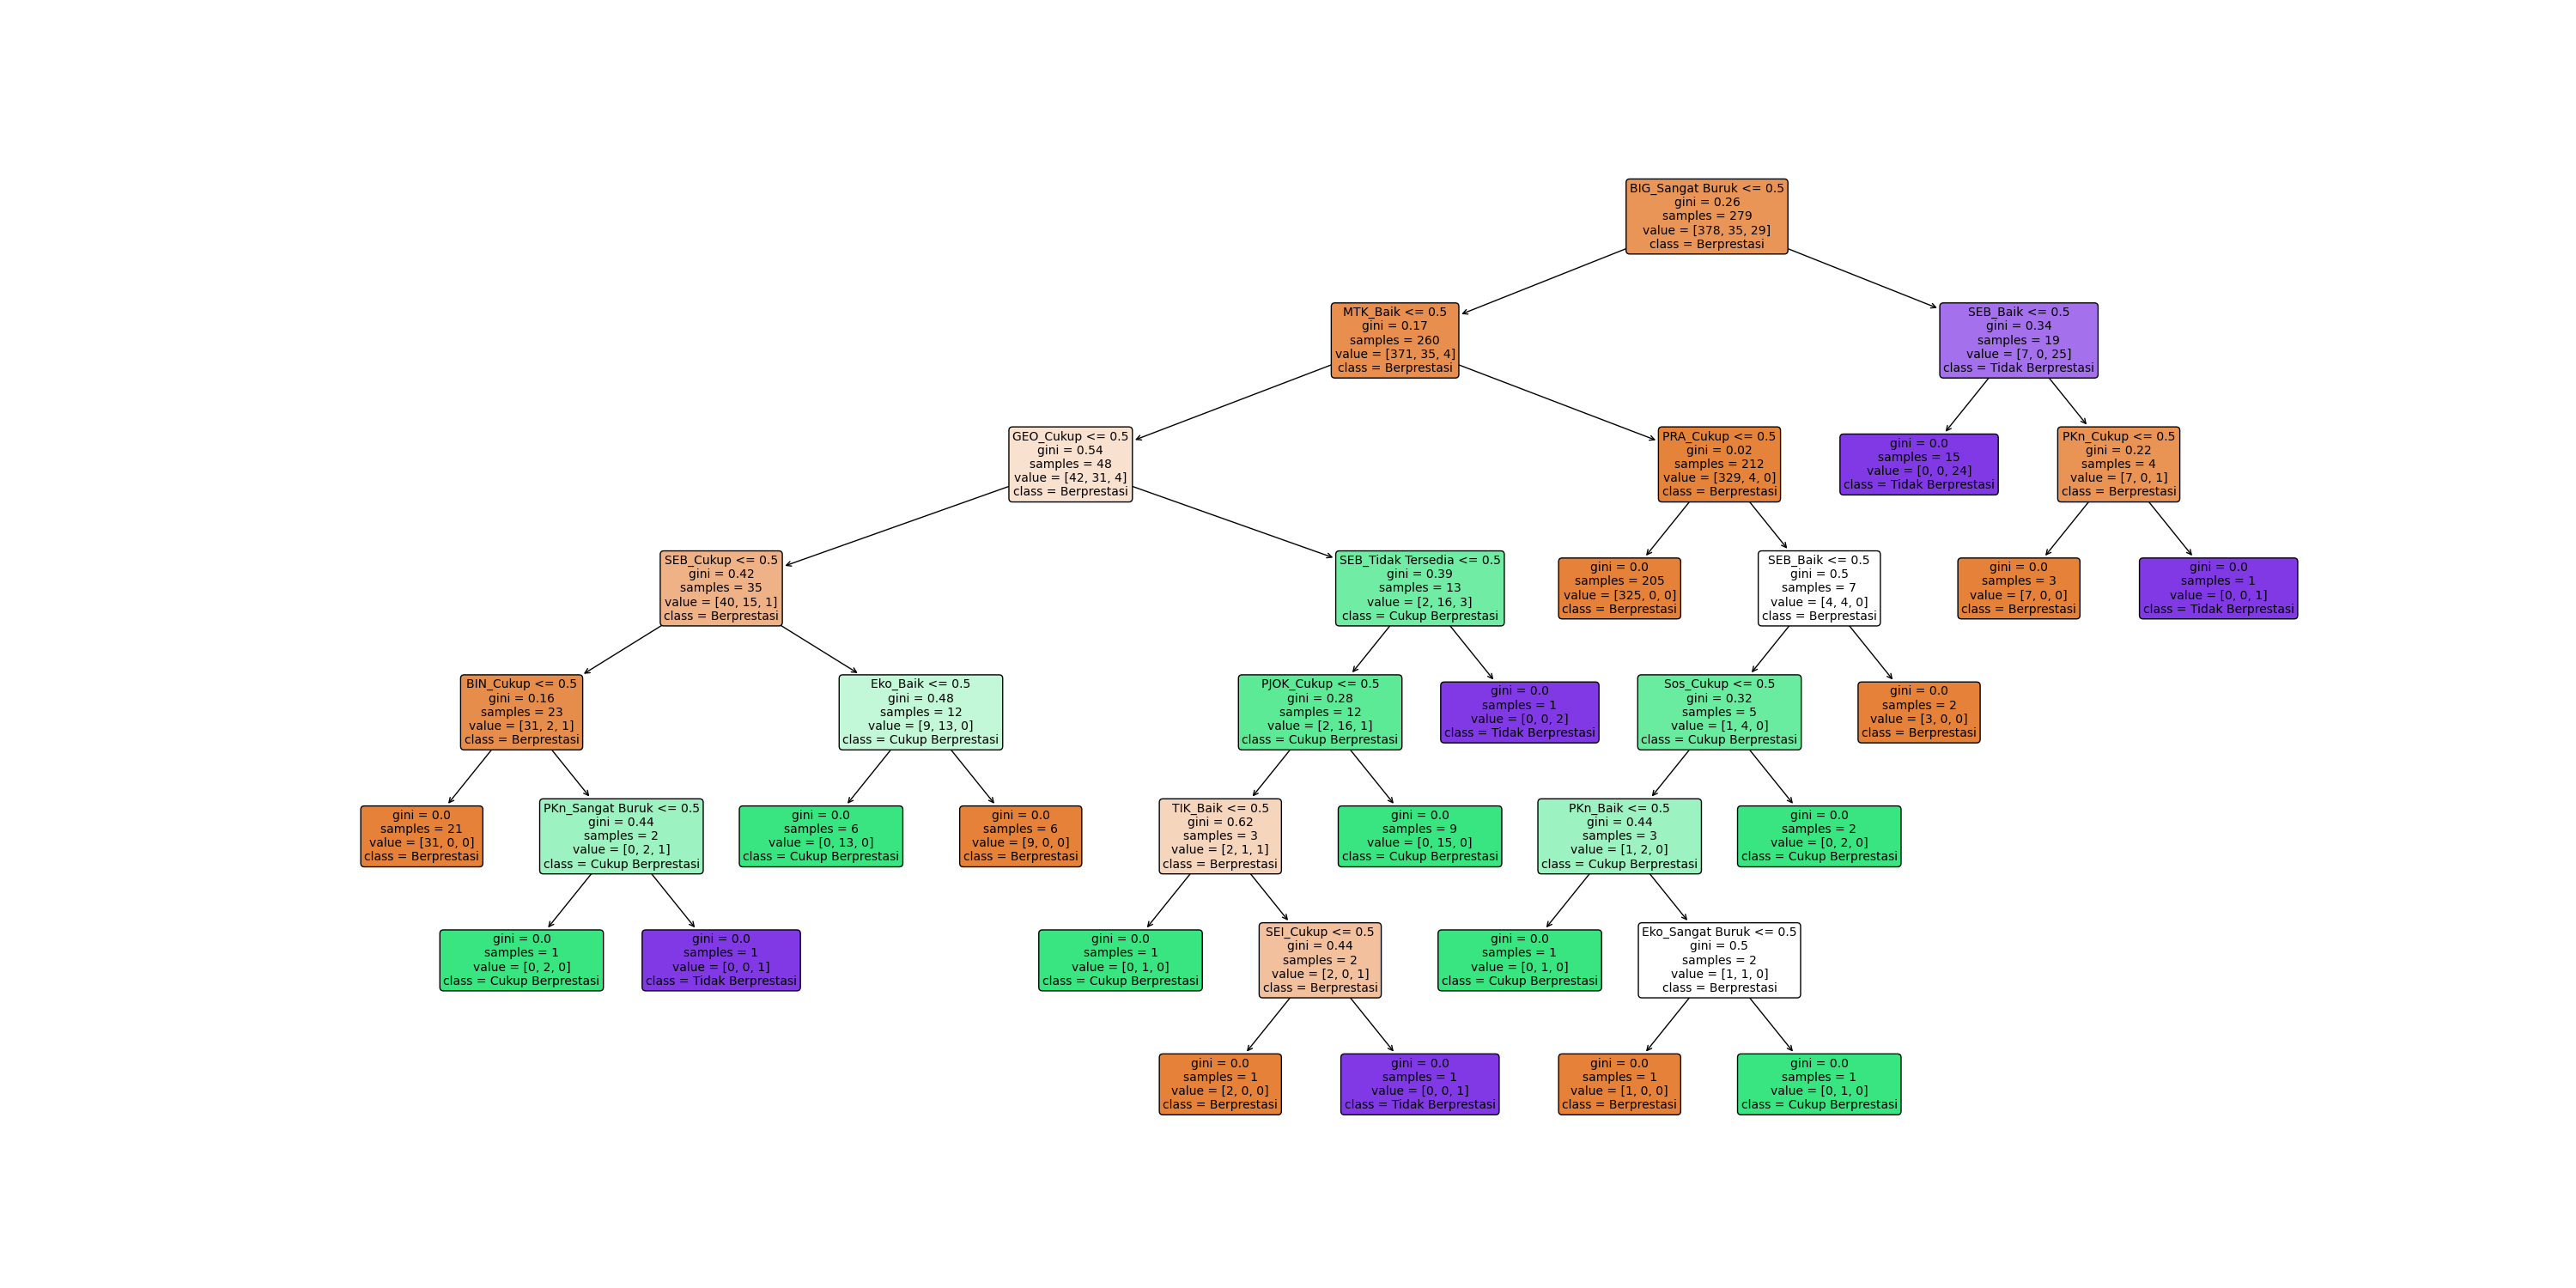 BIG_Sangat Buruk <= 0.5
gini = 0.26
samples = 279
value = [378, 35, 29]
class = Berprestasi
MTK_Baik <= 0.5
gini = 0.17
samples = 260
value = [371, 35, 4]
class = Berprestasi
SEB_Baik <= 0.5
gini = 0.34
samples = 19
value = [7, 0, 25]
class = Tidak Berprestasi
GEO_Cukup <= 0.5
gini = 0.54
samples = 48
value = [42, 31, 4]
class = Berprestasi
PRA_Cukup <= 0.5
gini = 0.02
samples = 212
value = [329, 4, 0]
class = Berprestasi
gini = 0.0
samples = 15
value = [0, 0, 24]
class = Tidak Berprestasi
PKn_Cukup <= 0.5
gini = 0.22
samples = 4
value = [7, 0, 1]
class = Berprestasi
SEB_Cukup <= 0.5
gini = 0.42
samples = 35
value = [40, 15, 1]
class = Berprestasi
SEB_Tidak Tersedia <= 0.5
gini = 0.39
samples = 13
value = [2, 16, 3]
class = Cukup Berprestasi
gini = 0.0
samples = 205
value = [325, 0, 0]
class = Berprestasi
SEB_Baik <= 0.5
gini = 0.5
samples = 7
value = [4, 4, 0]
class = Berprestasi
gini = 0.0
samples = 3
value = [7, 0, 0]
class = Berprestasi
gini = 0.0
samples = 1
value = [0, 0, 1]
class = Tidak Berprestasi
BIN_Cukup <= 0.5
gini = 0.16
samples = 23
value = [31, 2, 1]
class = Berprestasi
Eko_Baik <= 0.5
gini = 0.48
samples = 12
value = [9, 13, 0]
class = Cukup Berprestasi
PJOK_Cukup <= 0.5
gini = 0.28
samples = 12
value = [2, 16, 1]
class = Cukup Berprestasi
gini = 0.0
samples = 1
value = [0, 0, 2]
class = Tidak Berprestasi
Sos_Cukup <= 0.5
gini = 0.32
samples = 5
value = [1, 4, 0]
class = Cukup Berprestasi
gini = 0.0
samples = 2
value = [3, 0, 0]
class = Berprestasi
gini = 0.0
samples = 21
value = [31, 0, 0]
class = Berprestasi
PKn_Sangat Buruk <= 0.5
gini = 0.44
samples = 2
value = [0, 2, 1]
class = Cukup Berprestasi
gini = 0.0
samples = 6
value = [0, 13, 0]
class = Cukup Berprestasi
gini = 0.0
samples = 6
value = [9, 0, 0]
class = Berprestasi
TIK_Baik <= 0.5
gini = 0.62
samples = 3
value = [2, 1, 1]
class = Berprestasi
gini = 0.0
samples = 9
value = [0, 15, 0]
class = Cukup Berprestasi
PKn_Baik <= 0.5
gini = 0.44
samples = 3
value = [1, 2, 0]
class = Cukup Berprestasi
gini = 0.0
samples = 2
value = [0, 2, 0]
class = Cukup Berprestasi
gini = 0.0
samples = 1
value = [0, 2, 0]
class = Cukup Berprestasi
gini = 0.0
samples = 1
value = [0, 0, 1]
class = Tidak Berprestasi
gini = 0.0
samples = 1
value = [0, 1, 0]
class = Cukup Berprestasi
SEI_Cukup <= 0.5
gini = 0.44
samples = 2
value = [2, 0, 1]
class = Berprestasi
gini = 0.0
samples = 1
value = [0, 1, 0]
class = Cukup Berprestasi
Eko_Sangat Buruk <= 0.5
gini = 0.5
samples = 2
value = [1, 1, 0]
class = Berprestasi
gini = 0.0
samples = 1
value = [2, 0, 0]
class = Berprestasi
gini = 0.0
samples = 1
value = [0, 0, 1]
class = Tidak Berprestasi
gini = 0.0
samples = 1
value = [1, 0, 0]
class = Berprestasi
gini = 0.0
samples = 1
value = [0, 1, 0]
class = Cukup Berprestasi